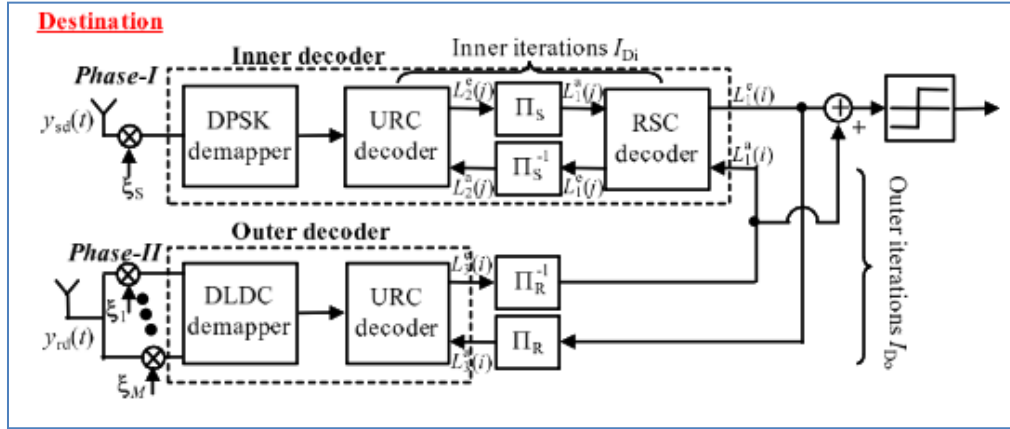 Destination
Inner decoder
Inner iterations I_Di
Phase-I
y_sd(t)
ξ_S
DPSK demapper
URC decoder
L_2^e(j)
Π_S
L_1^a(j)
L_2^a(j)
Π_S^-1
L_1^e(j)
RSC decoder
L_1^e(i)
L_1^a(i)
+
+
Outer iterations I_Do
Outer decoder
Phase-II
y_rd(t)
ξ_1
ξ_M
DLDC demapper
URC decoder
Π_R^-1
L_3^a(i)
Π_R